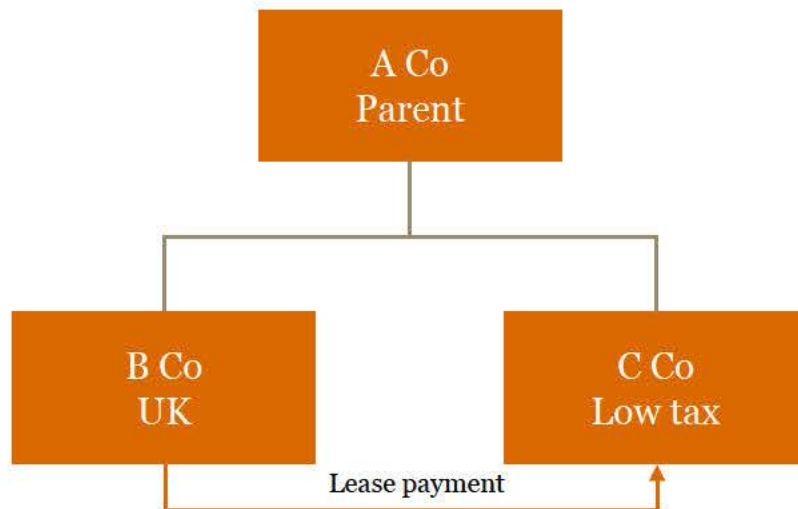 A Co
Parent
B Co
UK
C Co
Low tax
Lease payment